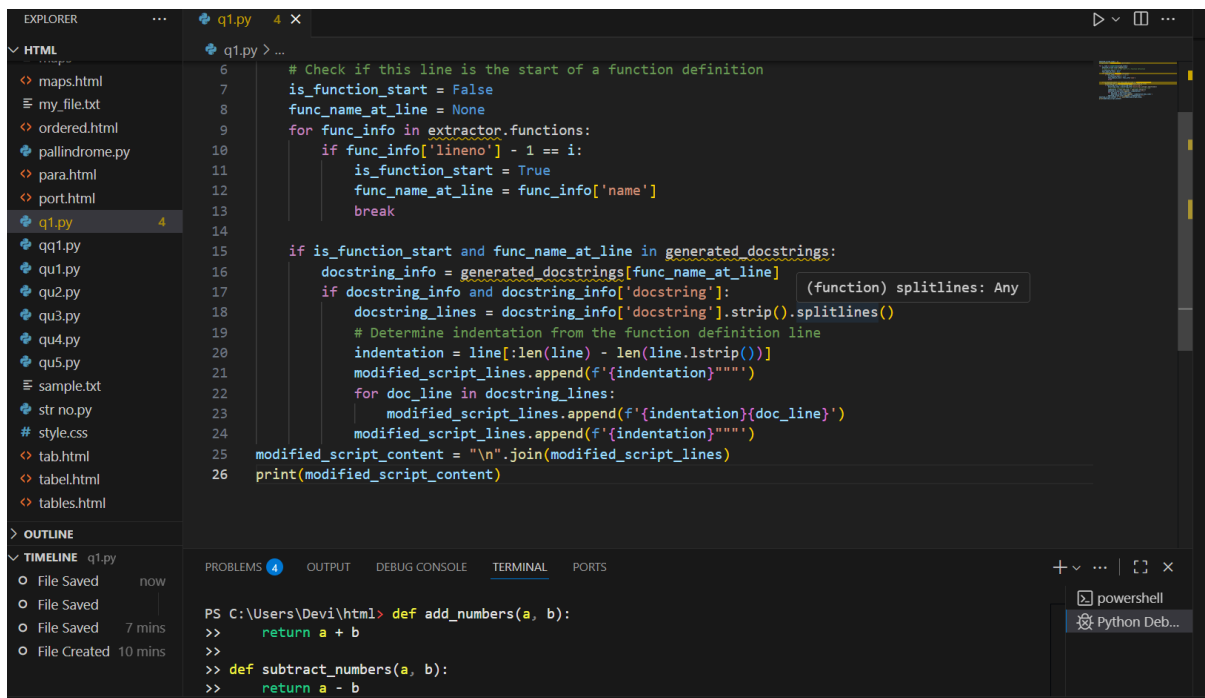 EXPLORER ...
HTML
maps.html
my_file.txt
ordered.html
pallindrome.py
para.html
port.html
q1.py 4
qq1.py
qu1.py
qu2.py
qu3.py
qu4.py
qu5.py
sample.txt
str no.py
# style.css
tab.html
tabel.html
tables.html
OUTLINE
TIMELINE q1.py
File Saved now
File Saved
File Saved 7 mins
File Created 10 mins
q1.py 4
q1.py > ...
6 # Check if this line is the start of a function definition
7 is_function_start = False
8 func_name_at_line = None
9 for func_info in extractor.functions:
10 if func_info['lineno'] - 1 == i:
11 is_function_start = True
12 func_name_at_line = func_info['name']
13 break
14
15 if is_function_start and func_name_at_line in generated_docstrings:
16 docstring_info = generated_docstrings[func_name_at_line]
17 if docstring_info and docstring_info['docstring']:
(function) splitlines: Any
18 docstring_lines = docstring_info['docstring'].strip().splitlines()
19 # Determine indentation from the function definition line
20 indentation = line[:len(line) - len(line.lstrip())]
21 modified_script_lines.append(f'{indentation}"""')
22 for doc_line in docstring_lines:
23 modified_script_lines.append(f'{indentation}{doc_line}')
24 modified_script_lines.append(f'{indentation}"""')
25 modified_script_content = "\n".join(modified_script_lines)
26 print(modified_script_content)
PROBLEMS 4 OUTPUT DEBUG CONSOLE TERMINAL PORTS
PS C:\Users\Devi\html> def add_numbers(a, b):
>> return a + b
>>
>> def subtract_numbers(a, b):
>> return a - b
powershell
Python Deb...